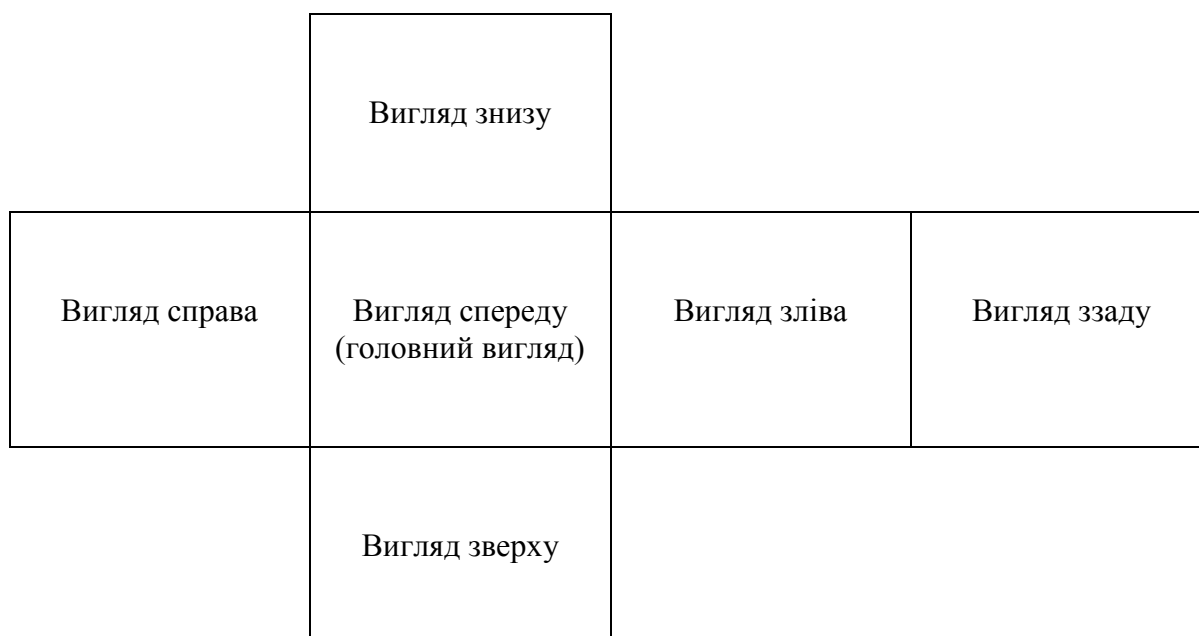 Вигляд знизу
Вигляд справа
Вигляд спереду
(головний вигляд)
Вигляд зліва
Вигляд ззаду
Вигляд зверху